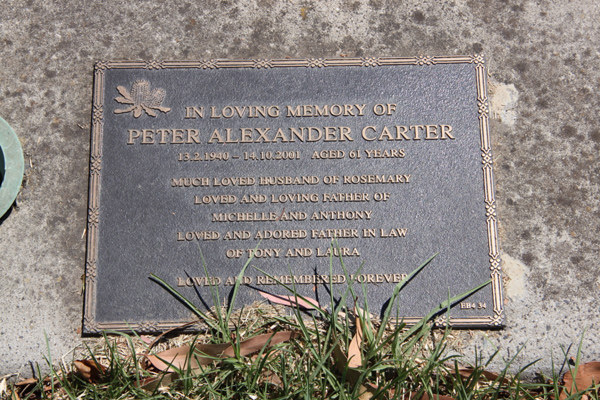 IN LOVING MEMORY OF
PETER ALEXANDER CARTER
13.2.1940 – 14.10.2001 AGED 61 YEARS
MUCH LOVED HUSBAND OF ROSEMARY
LOVED AND LOVING FATHER OF
MICHELLE AND ANTHONY
LOVED AND ADORED FATHER IN LAW
OF TONY AND LAURA
LOVED AND REMEMBERED FOREVER
EB4 34